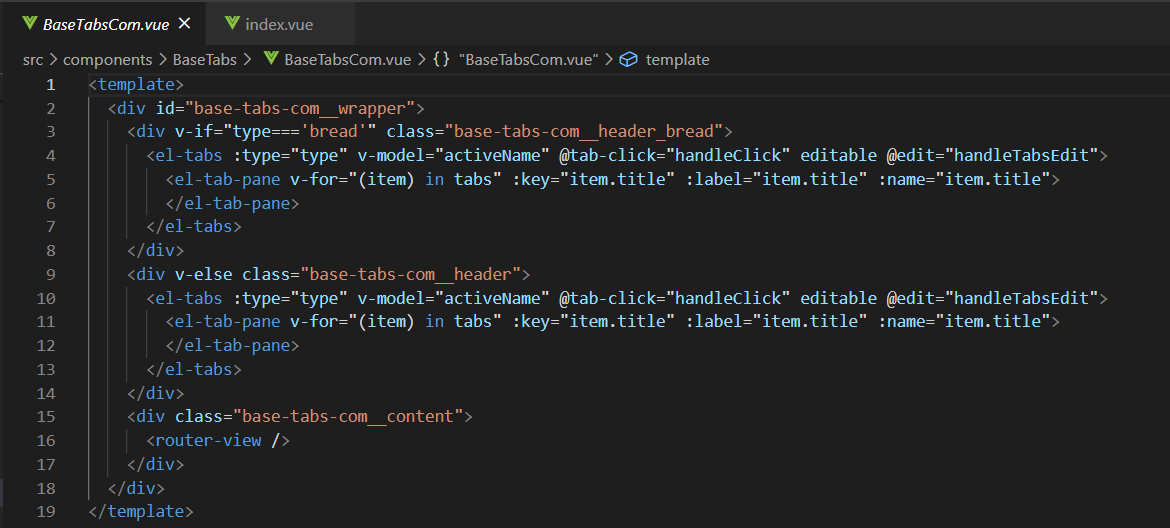 BaseTabsCom.vue × index.vue
src > components > BaseTabs > BaseTabsCom.vue > {} "BaseTabsCom.vue" > template
1 <template>
2 <div id="base-tabs-com__wrapper">
3 <div v-if="type==='bread'" class="base-tabs-com__header_bread">
4 <el-tabs :type="type" v-model="activeName" @tab-click="handleClick" editable @edit="handleTabsEdit">
5 <el-tab-pane v-for="(item) in tabs" :key="item.title" :label="item.title" :name="item.title">
6 </el-tab-pane>
7 </el-tabs>
8 </div>
9 <div v-else class="base-tabs-com__header">
10 <el-tabs :type="type" v-model="activeName" @tab-click="handleClick" editable @edit="handleTabsEdit">
11 <el-tab-pane v-for="(item) in tabs" :key="item.title" :label="item.title" :name="item.title">
12 </el-tab-pane>
13 </el-tabs>
14 </div>
15 <div class="base-tabs-com__content">
16 <router-view />
17 </div>
18 </div>
19 </template>